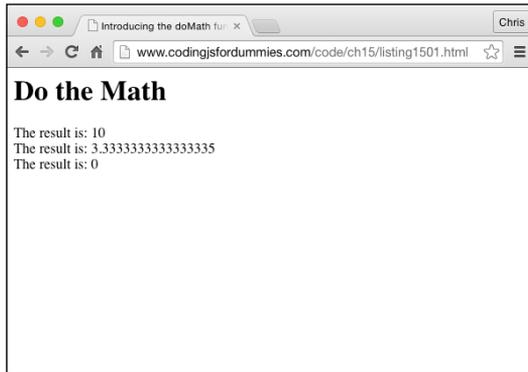 Introducing the doMath fun
Chris
www.codingjsfordummies.com/code/ch15/listing1501.html
Do the Math
The result is: 10
The result is: 3.3333333333333335
The result is: 0